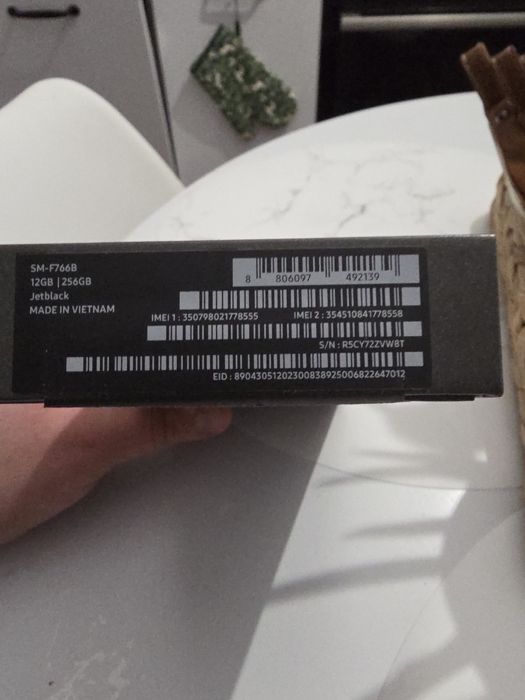 SM-F766B
12GB | 256GB
Jetblack
MADE IN VIETNAM
8 806097 492139
IMEI 1 : 350798021778555 IMEI 2 : 354510841778558
S/N : R5CY72ZVW8T
EID : 89043051202300838925006822647012